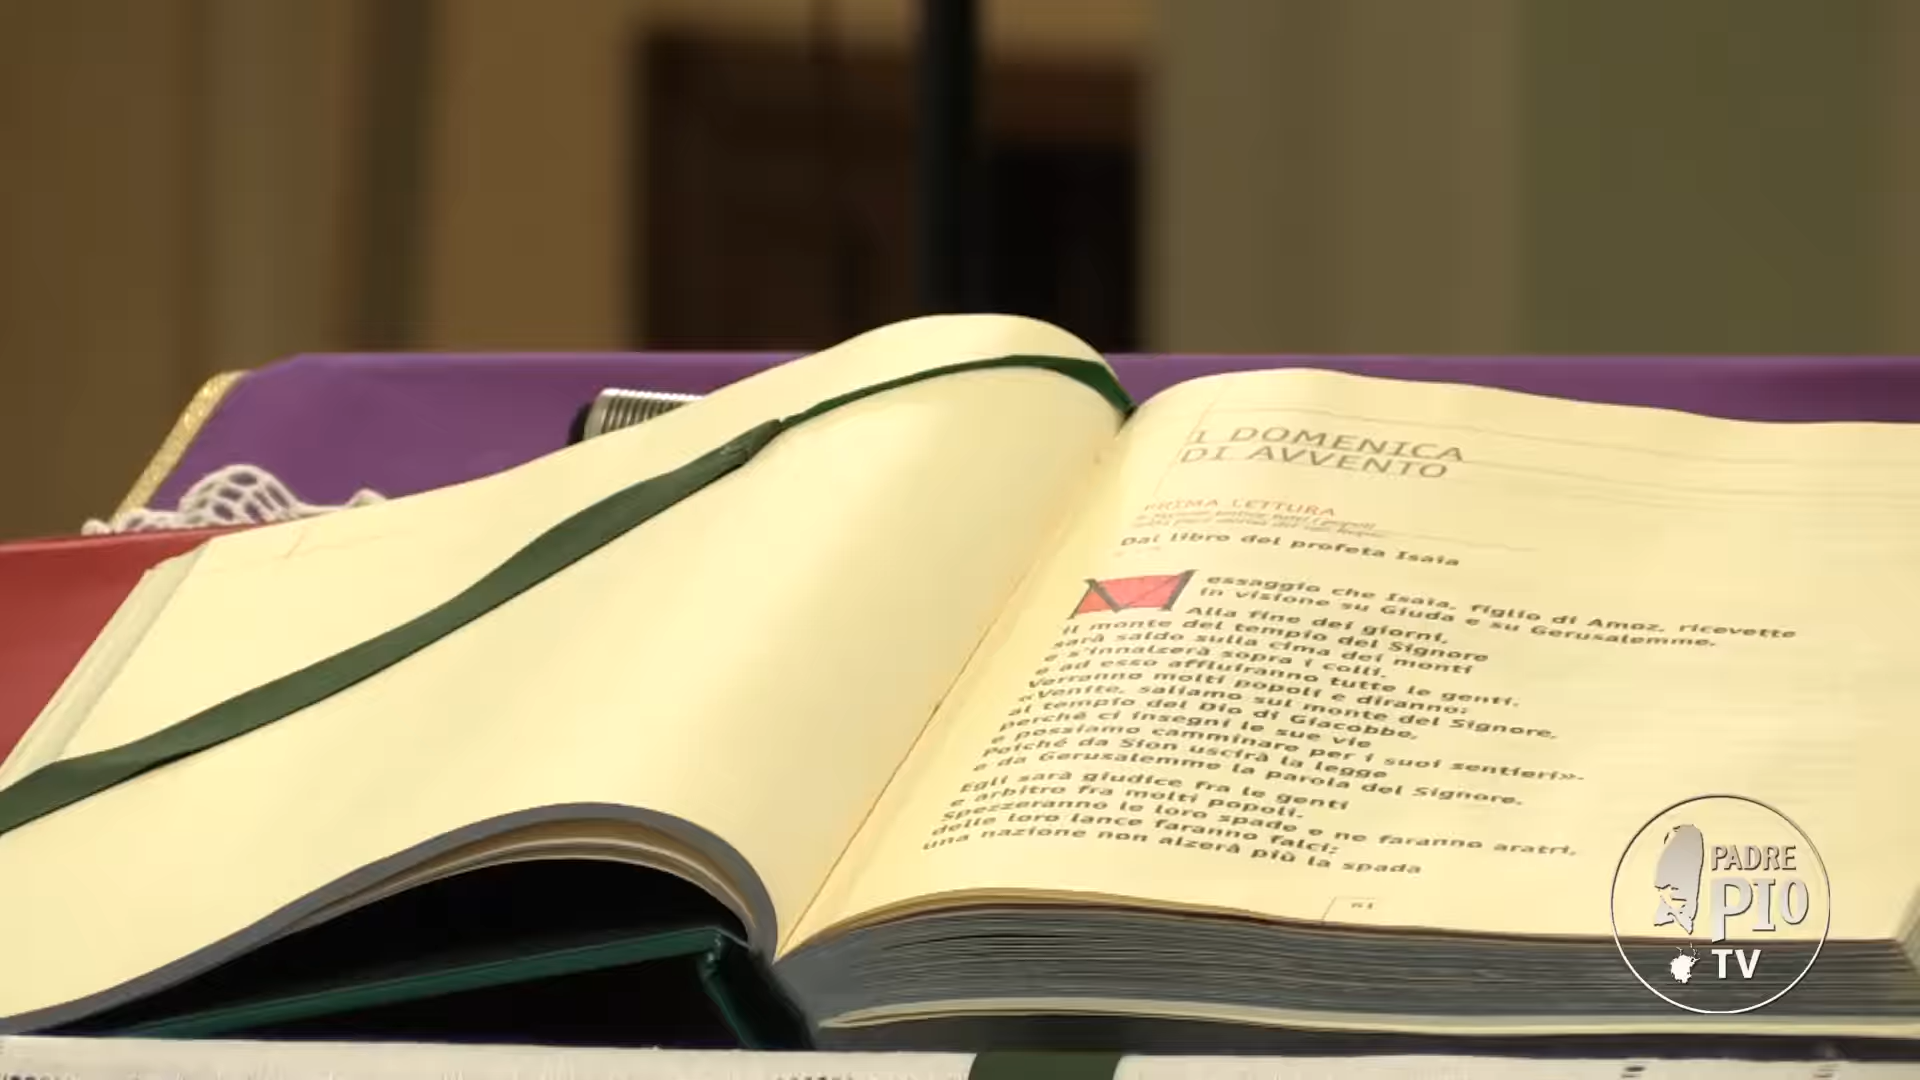 I DOMENICA
DI AVVENTO
PRIMA LETTURA
Dal libro del profeta Isaia
Messaggio che Isaia, figlio di Amoz, ricevette
in visione su Giuda e su Gerusalemme.
Alla fine dei giorni,
il monte del tempio del Signore
sarà saldo sulla cima dei monti
e s'innalzerà sopra i colli,
e ad esso affluiranno tutte le genti.
Verranno molti popoli e diranno:
«Venite, saliamo sul monte del Signore,
al tempio del Dio di Giacobbe,
perché ci insegni le sue vie
e possiamo camminare per i suoi sentieri».
Poiché da Sion uscirà la legge
e da Gerusalemme la parola del Signore.
Egli sarà giudice fra le genti
e arbitro fra molti popoli.
Spezzeranno le loro spade e ne faranno aratri,
delle loro lance faranno falci;
una nazione non alzerà più la spada
PADRE
PIO
TV